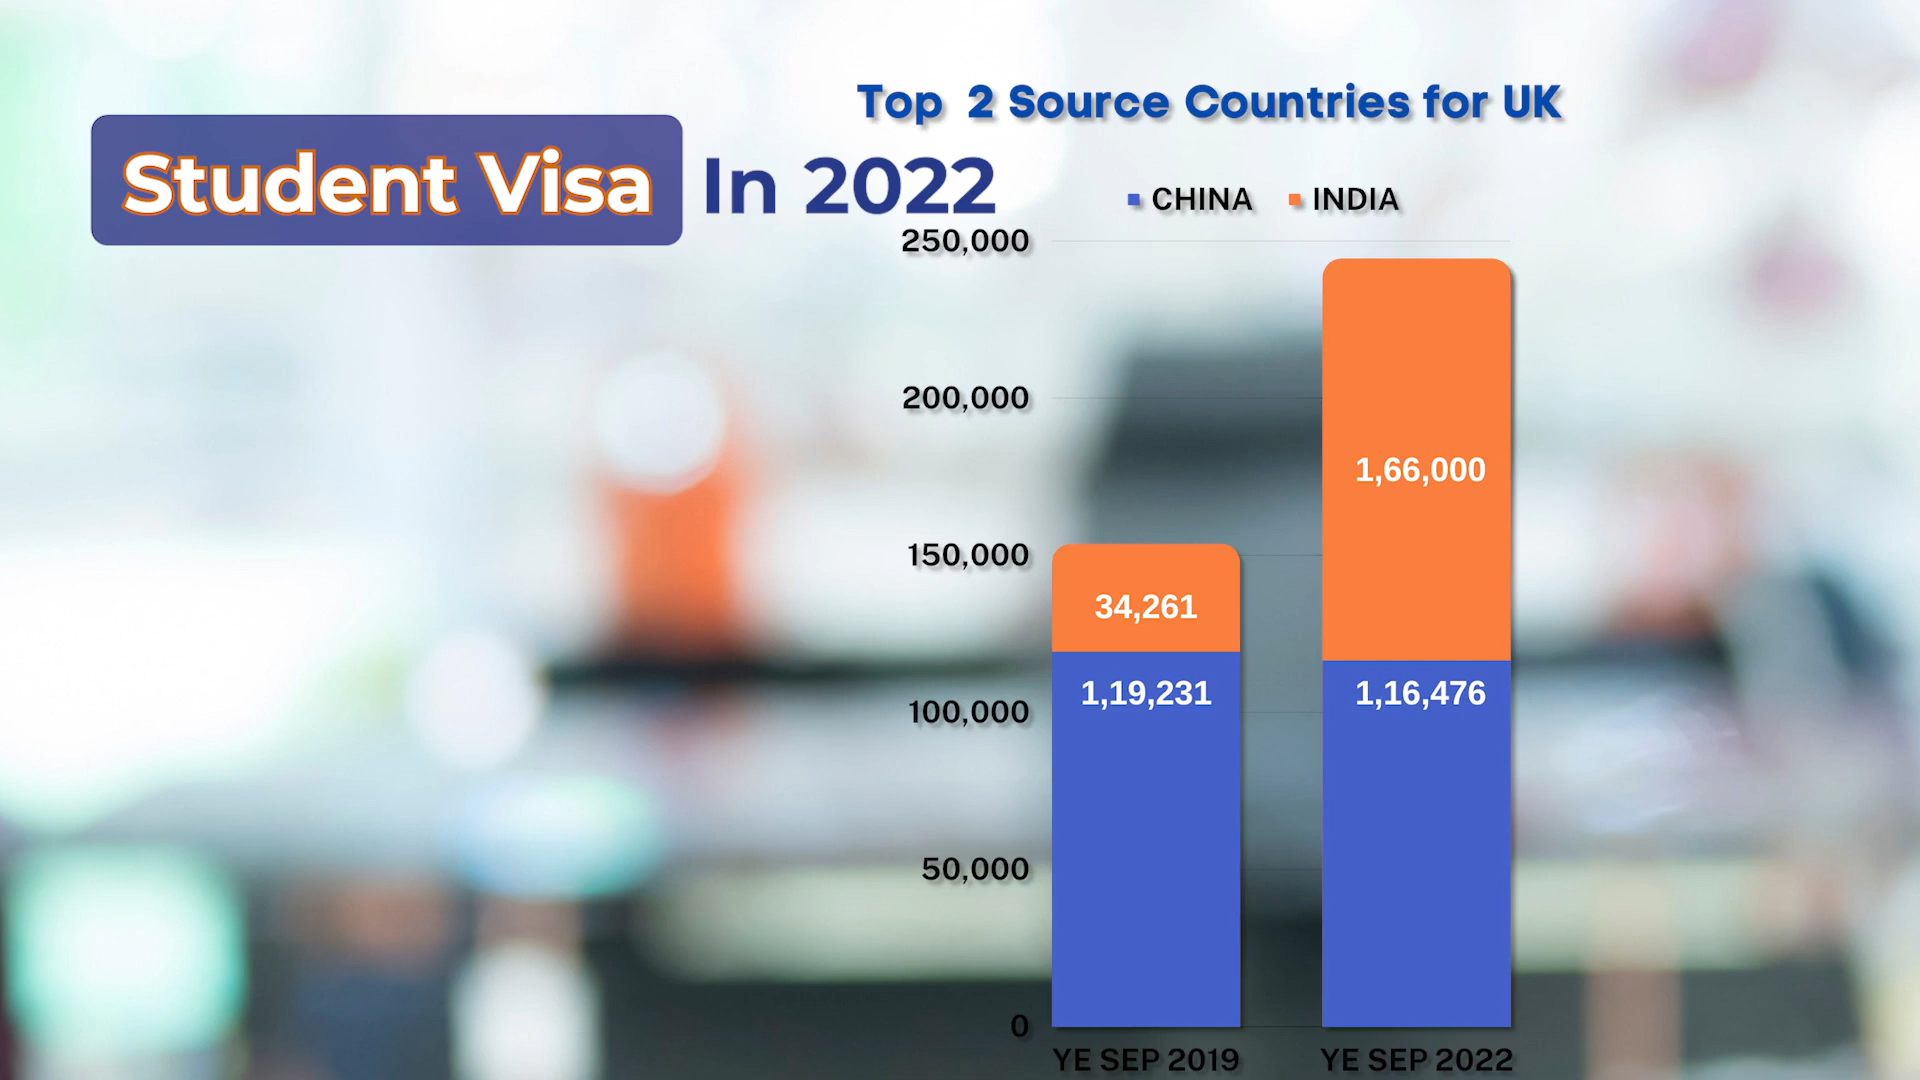 Top 2 Source Countries for UK
Student Visa In 2022
CHINA INDIA
250,000
200,000
150,000
100,000
50,000
0
1,66,000
34,261
1,19,231
1,16,476
YE SEP 2019
YE SEP 2022